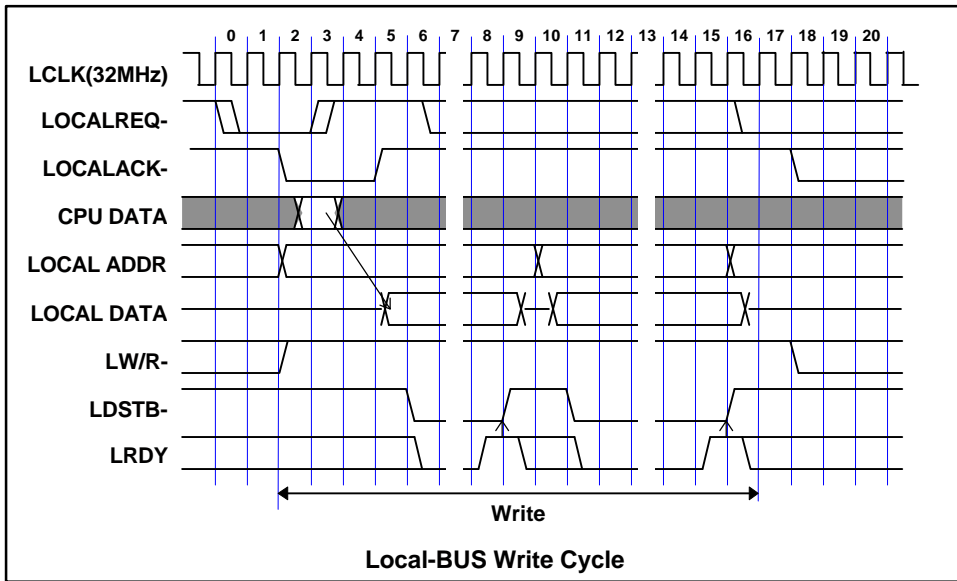 0 1 2 3 4 5 6 7 8 9 10 11 12 13 14 15 16 17 18 19 20
LCLK(32MHz)
LOCALREQ-
LOCALACK-
CPU DATA
LOCAL ADDR
LOCAL DATA
LW/R-
LDSTB-
LRDY
Write
Local-BUS Write Cycle